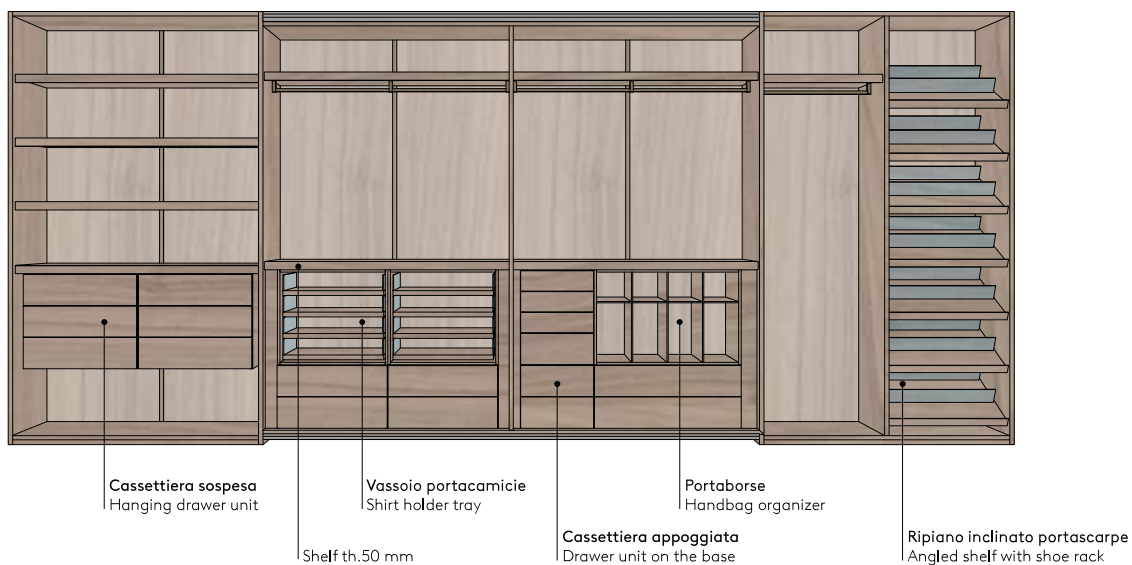 Cassettiera sospesa
Hanging drawer unit
Shelf th.50 mm
Vassoio portacamicie
Shirt holder tray
Cassettiera appoggiata
Drawer unit on the base
Portaborse
Handbag organizer
Ripiano inclinato portascarpe
Angled shelf with shoe rack